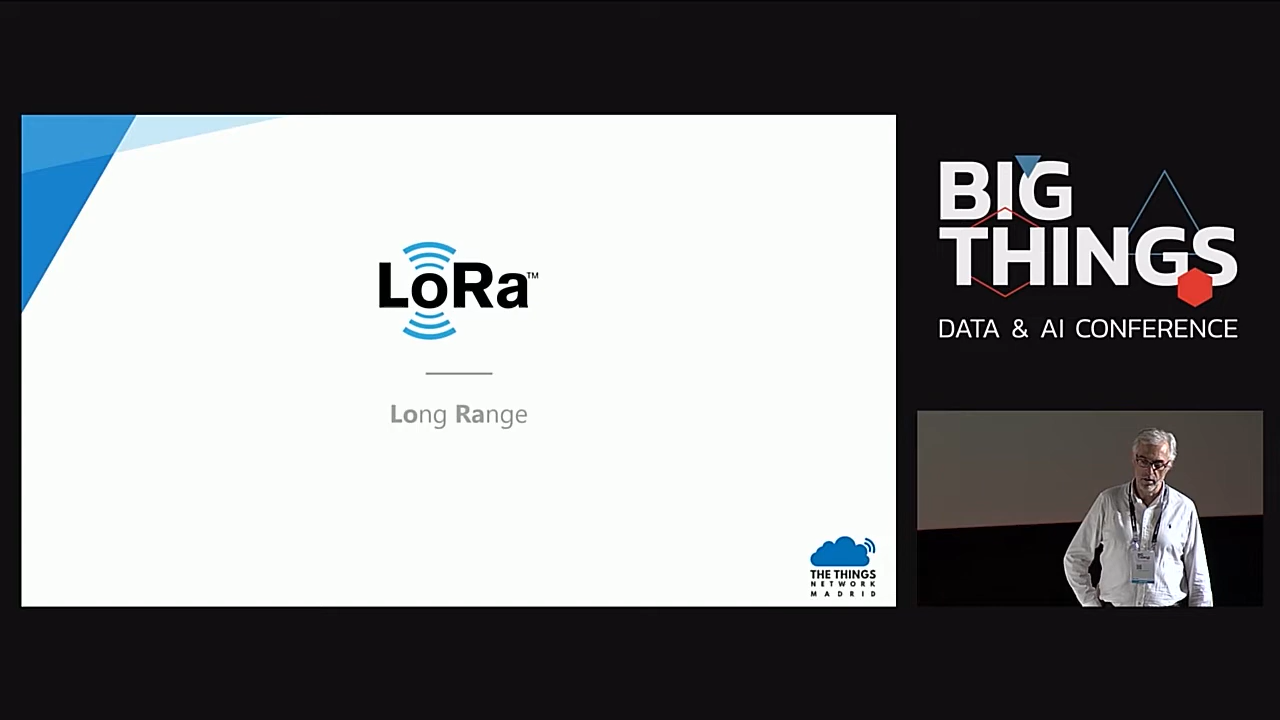 LoRa™
Long Range
THE THINGS
NETWORK
MADRID
BIG
THINGS
DATA & AI CONFERENCE